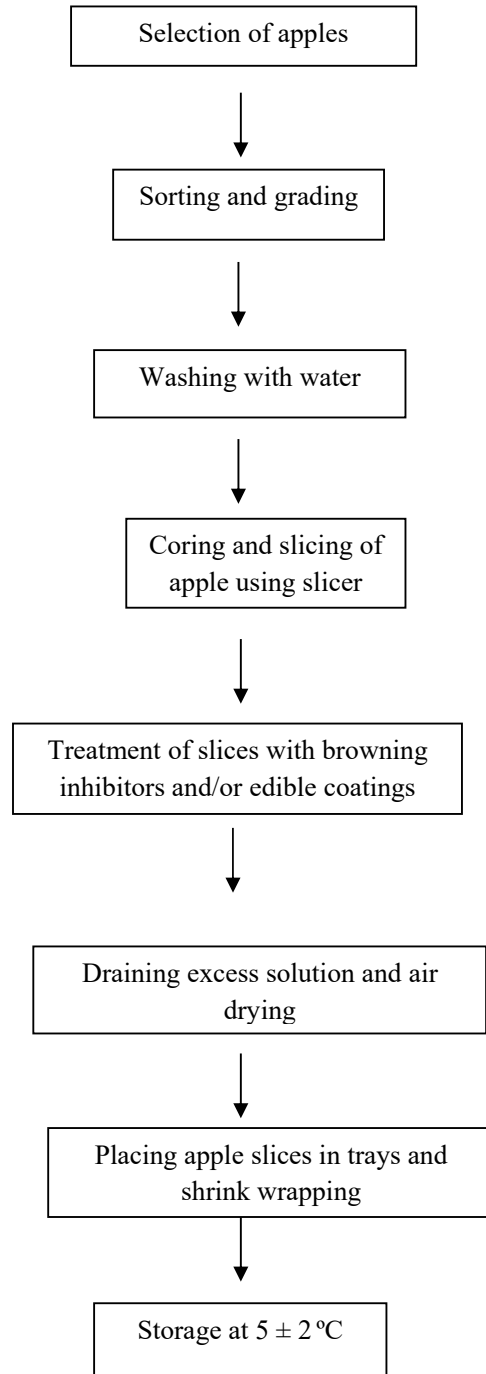 Selection of apples
Sorting and grading
Washing with water
Coring and slicing of
apple using slicer
Treatment of slices with browning
inhibitors and/or edible coatings
Draining excess solution and air
drying
Placing apple slices in trays and
shrink wrapping
Storage at 5 ± 2 ºC